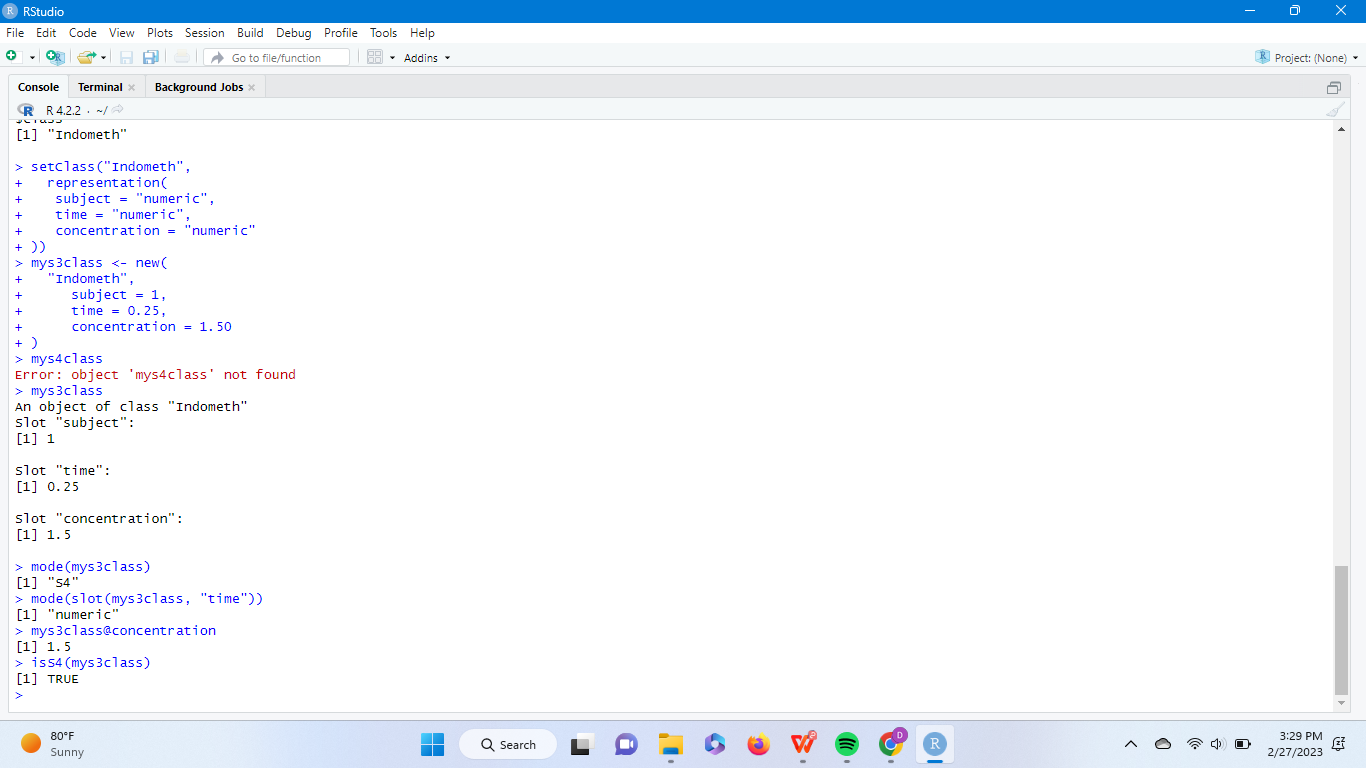 RStudio
File Edit Code View Plots Session Build Debug Profile Tools Help
Go to file/function Addins Project: (None)
Console Terminal Background Jobs
R 4.2.2 · ~/
$class
[1] "Indometh"
> setClass("Indometh",
+   representation(
+    subject = "numeric",
+    time = "numeric",
+    concentration = "numeric"
+ ))
> mys3class <- new(
+   "Indometh",
+      subject = 1,
+      time = 0.25,
+      concentration = 1.50
+ )
> mys4class
Error: object 'mys4class' not found
> mys3class
An object of class "Indometh"
Slot "subject":
[1] 1
Slot "time":
[1] 0.25
Slot "concentration":
[1] 1.5
> mode(mys3class)
[1] "S4"
> mode(slot(mys3class, "time"))
[1] "numeric"
> mys3class@concentration
[1] 1.5
> isS4(mys3class)
[1] TRUE
>
80°F
Sunny
Search
3:29 PM
2/27/2023